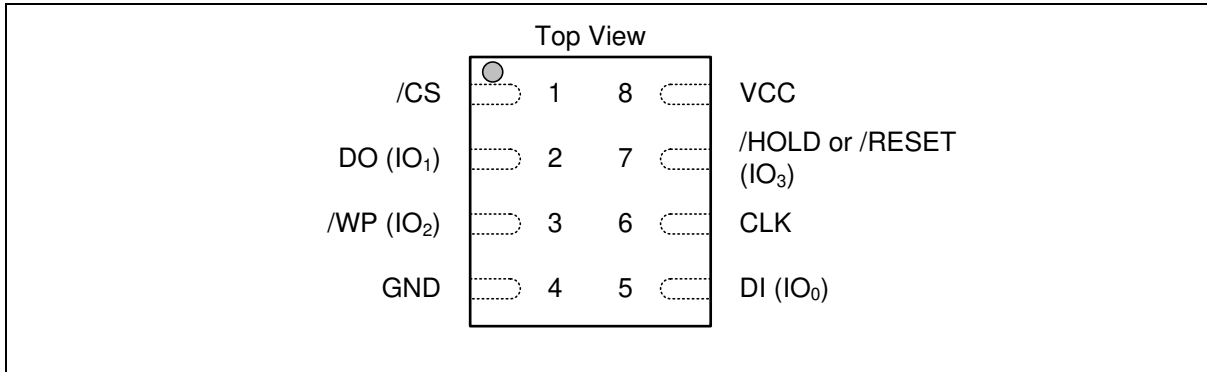 Top View
/CS 1 8 VCC
DO (IO₁) 2 7 /HOLD or /RESET
(IO₃)
/WP (IO₂) 3 6 CLK
GND 4 5 DI (IO₀)